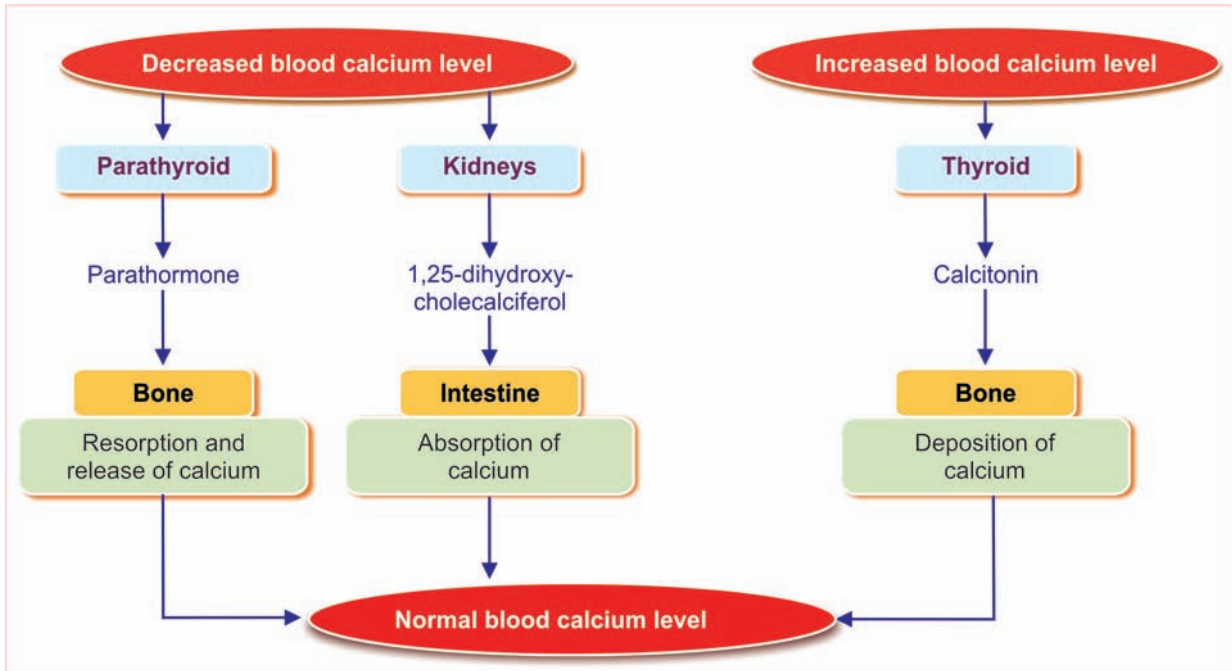 Decreased blood calcium level
Increased blood calcium level
Parathyroid
Kidneys
Thyroid
Parathormone
1,25-dihydroxy-
cholecalciferol
Calcitonin
Bone
Intestine
Bone
Resorption and
release of calcium
Absorption of
calcium
Deposition of
calcium
Normal blood calcium level